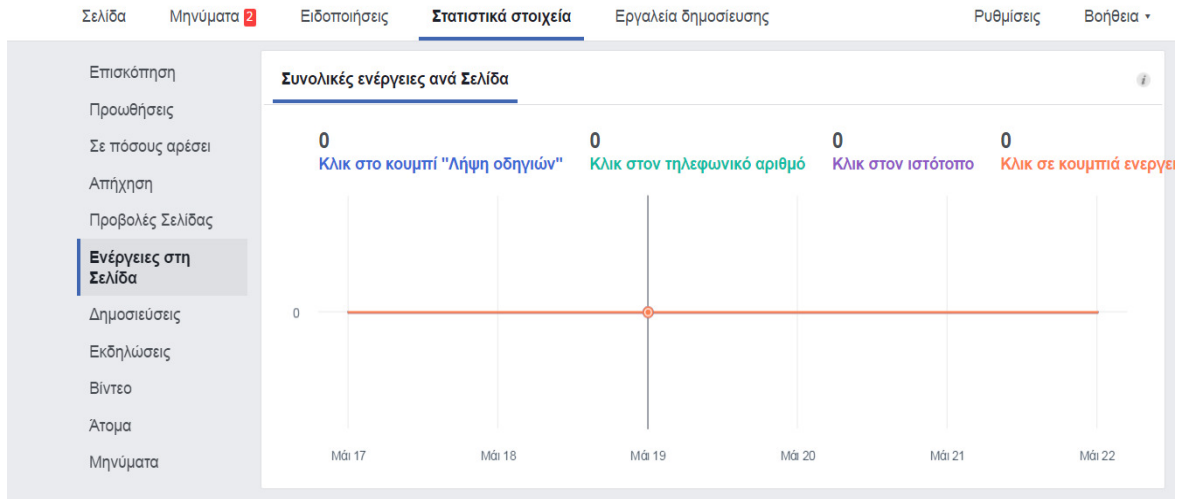 Σελίδα Μηνύματα 2 Ειδοποιήσεις Στατιστικά στοιχεία Εργαλεία δημοσίευσης Ρυθμίσεις Βοήθεια
Επισκόπηση
Προωθήσεις
Σε πόσους αρέσει
Απήχηση
Προβολές Σελίδας
Ενέργειες στη
Σελίδα
Δημοσιεύσεις
Εκδηλώσεις
Βίντεο
Άτομα
Μηνύματα
Συνολικές ενέργειες ανά Σελίδα i
0 0 0 0
Κλικ στο κουμπί "Λήψη οδηγιών" Κλικ στον τηλεφωνικό αριθμό Κλικ στον ιστότοπο Κλικ σε κουμπιά ενεργει
0
Μάι 17 Μάι 18 Μάι 19 Μάι 20 Μάι 21 Μάι 22